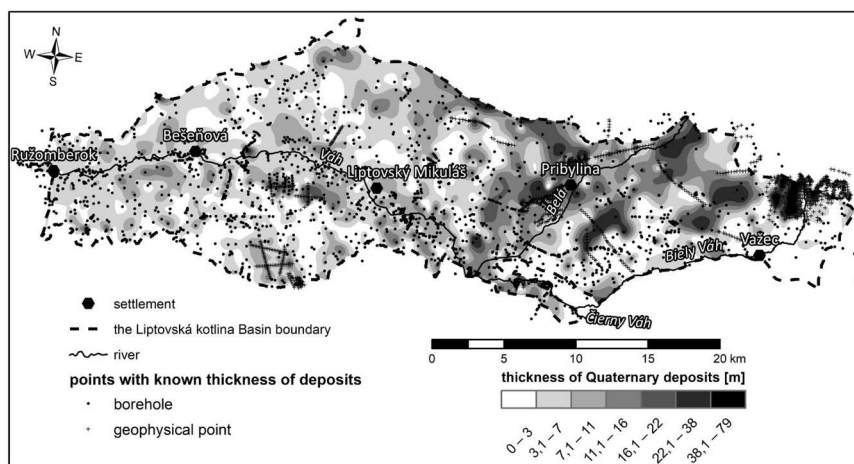 N
W E
S
Ružomberok
Bešeňová
Váh
Liptovský Mikuláš
Pribylina
Belá
Biely Váh
Važec
Čierny Váh
settlement
the Liptovská kotlina Basin boundary
river
points with known thickness of deposits
borehole
geophysical point
0 5 10 15 20 km
thickness of Quaternary deposits [m]
0 – 3
3,1 – 7
7,1 – 11
11,1 – 16
16,1 – 22
22,1 – 38
38,1 – 79